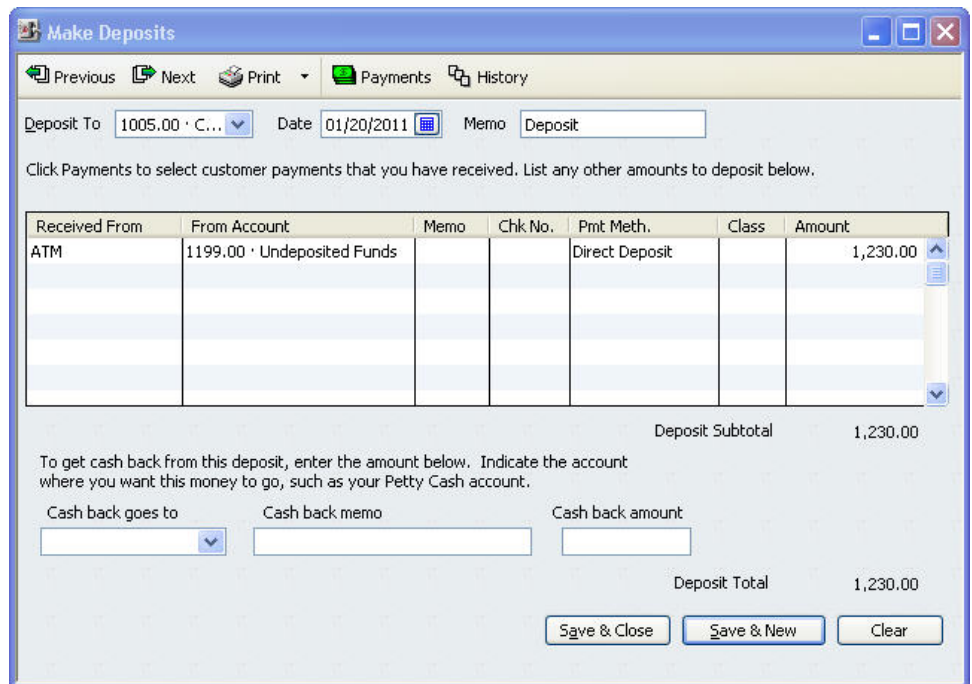 Make Deposits
Previous Next Print Payments History
Deposit To 1005.00 · C... Date 01/20/2011 Memo Deposit
Click Payments to select customer payments that you have received. List any other amounts to deposit below.
Received From From Account Memo Chk No. Pmt Meth. Class Amount
ATM 1199.00 · Undeposited Funds Direct Deposit 1,230.00
Deposit Subtotal 1,230.00
To get cash back from this deposit, enter the amount below. Indicate the account
where you want this money to go, such as your Petty Cash account.
Cash back goes to Cash back memo Cash back amount
Deposit Total 1,230.00
Save & Close Save & New Clear